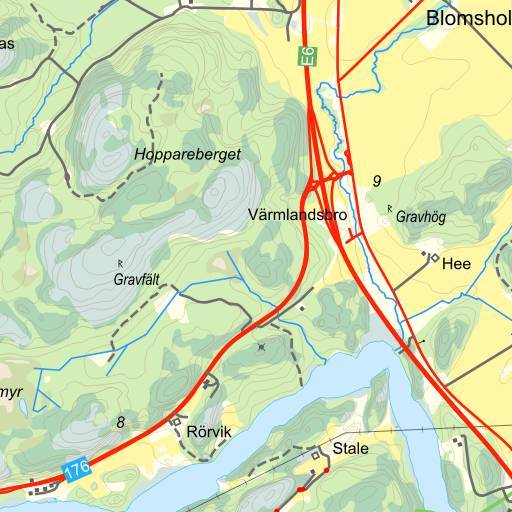 Blomshol
as
E6
Hoppareberget
9
R
Värmlandsbro
Gravhög
R
Gravfält
Hee
myr
8
Rörvik
Stale
176